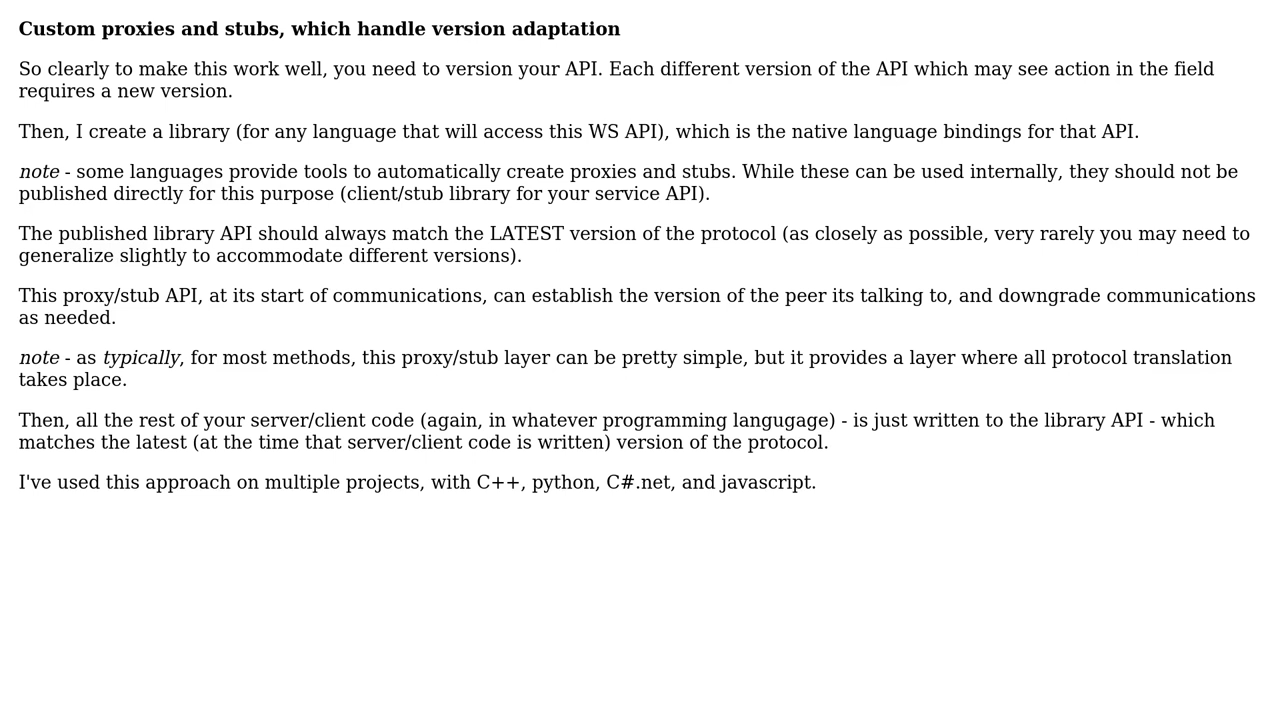 Custom proxies and stubs, which handle version adaptation
So clearly to make this work well, you need to version your API. Each different version of the API which may see action in the field
requires a new version.
Then, I create a library (for any language that will access this WS API), which is the native language bindings for that API.
note - some languages provide tools to automatically create proxies and stubs. While these can be used internally, they should not be
published directly for this purpose (client/stub library for your service API).
The published library API should always match the LATEST version of the protocol (as closely as possible, very rarely you may need to
generalize slightly to accommodate different versions).
This proxy/stub API, at its start of communications, can establish the version of the peer its talking to, and downgrade communications
as needed.
note - as typically, for most methods, this proxy/stub layer can be pretty simple, but it provides a layer where all protocol translation
takes place.
Then, all the rest of your server/client code (again, in whatever programming langugage) - is just written to the library API - which
matches the latest (at the time that server/client code is written) version of the protocol.
I've used this approach on multiple projects, with C++, python, C#.net, and javascript.